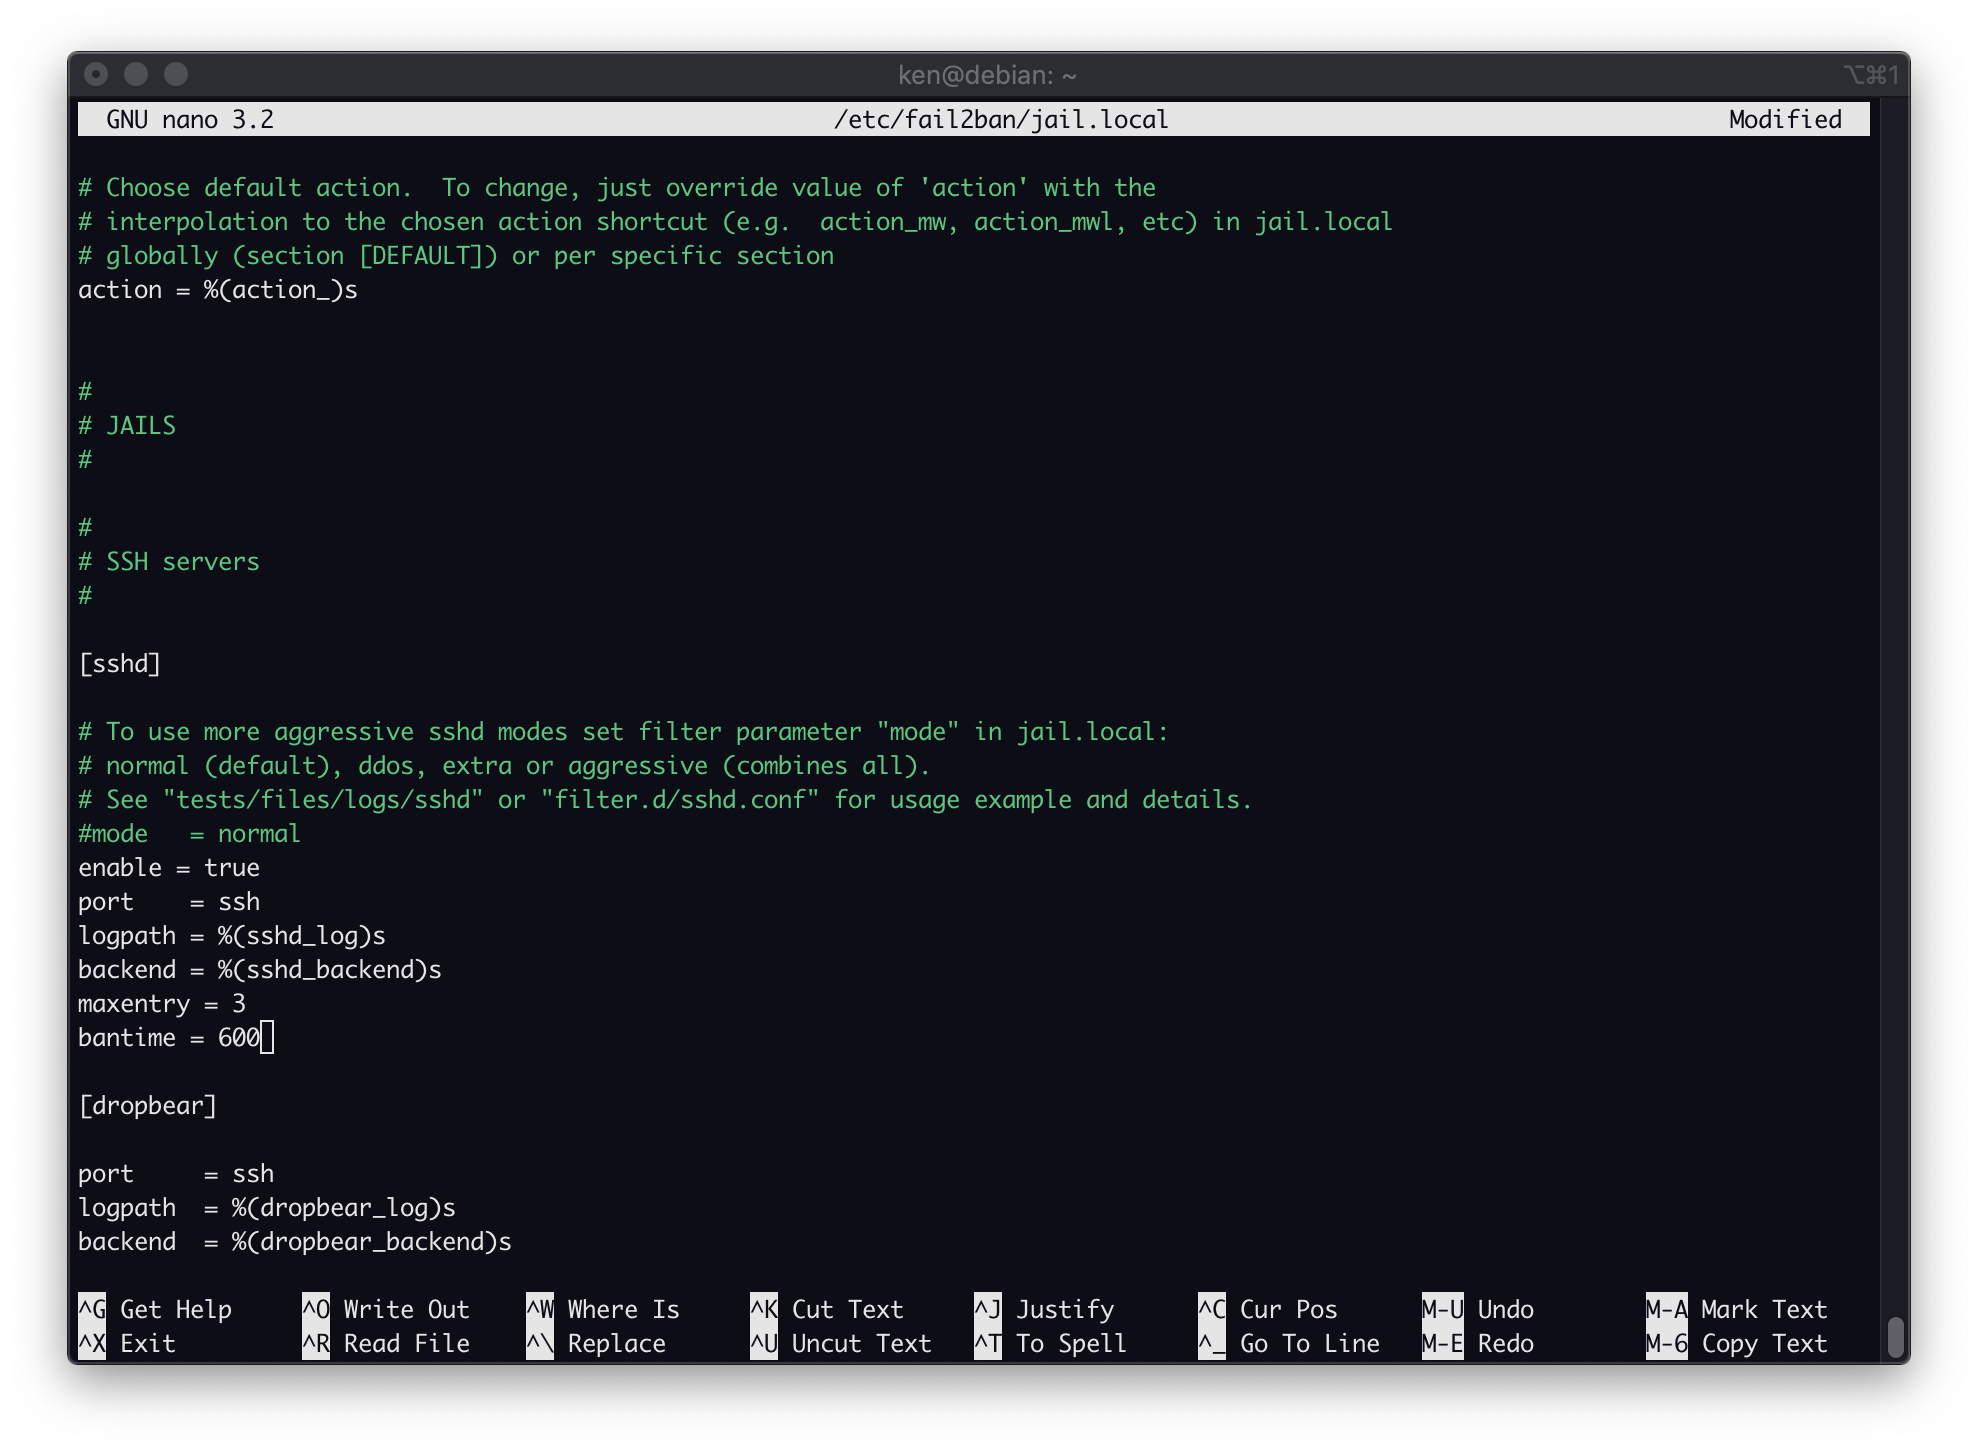 ken@debian: ~ ⌥⌘1
GNU nano 3.2 /etc/fail2ban/jail.local Modified
# Choose default action.  To change, just override value of 'action' with the
# interpolation to the chosen action shortcut (e.g.  action_mw, action_mwl, etc) in jail.local
# globally (section [DEFAULT]) or per specific section
action = %(action_)s
#
# JAILS
#
#
# SSH servers
#
[sshd]
# To use more aggressive sshd modes set filter parameter "mode" in jail.local:
# normal (default), ddos, extra or aggressive (combines all).
# See "tests/files/logs/sshd" or "filter.d/sshd.conf" for usage example and details.
#mode   = normal
enable = true
port    = ssh
logpath = %(sshd_log)s
backend = %(sshd_backend)s
maxentry = 3
bantime = 600
[dropbear]
port     = ssh
logpath  = %(dropbear_log)s
backend  = %(dropbear_backend)s
^G Get Help ^O Write Out ^W Where Is ^K Cut Text ^J Justify ^C Cur Pos M-U Undo M-A Mark Text
^X Exit ^R Read File ^\ Replace ^U Uncut Text ^T To Spell ^_ Go To Line M-E Redo M-6 Copy Text